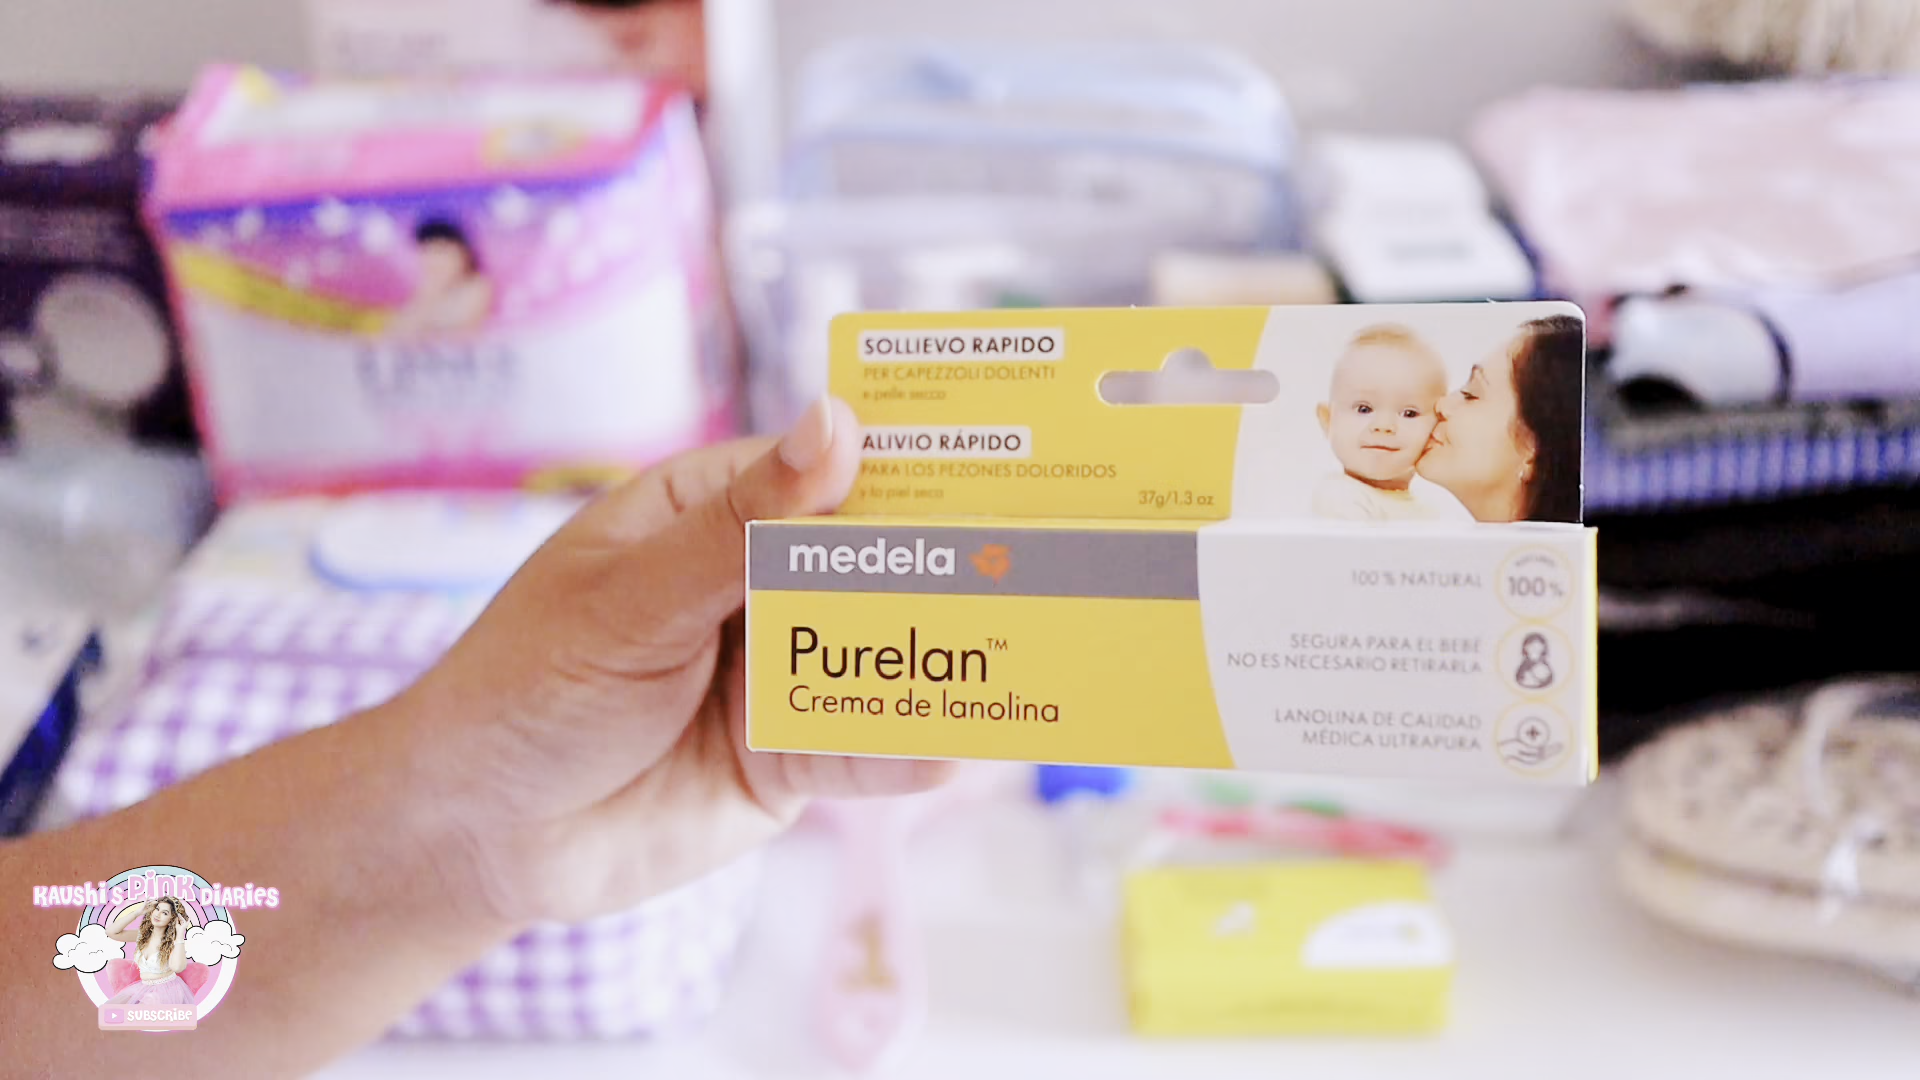 SOLLIEVO RAPIDO
PER CAPEZZOLI DOLENTI
e pelle secca
ALIVIO RÁPIDO
PARA LOS PEZONES DOLORIDOS
y la piel seca
37g/1.3 oz
medela
Purelan™
Crema de lanolina
100% NATURAL
100%
SEGURA PARA EL BEBÉ
NO ES NECESARIO RETIRARLA
LANOLINA DE CALIDAD
MÉDICA ULTRAPURA
1
KAUSHI'S PINK DIARIES
SUBSCRIBE